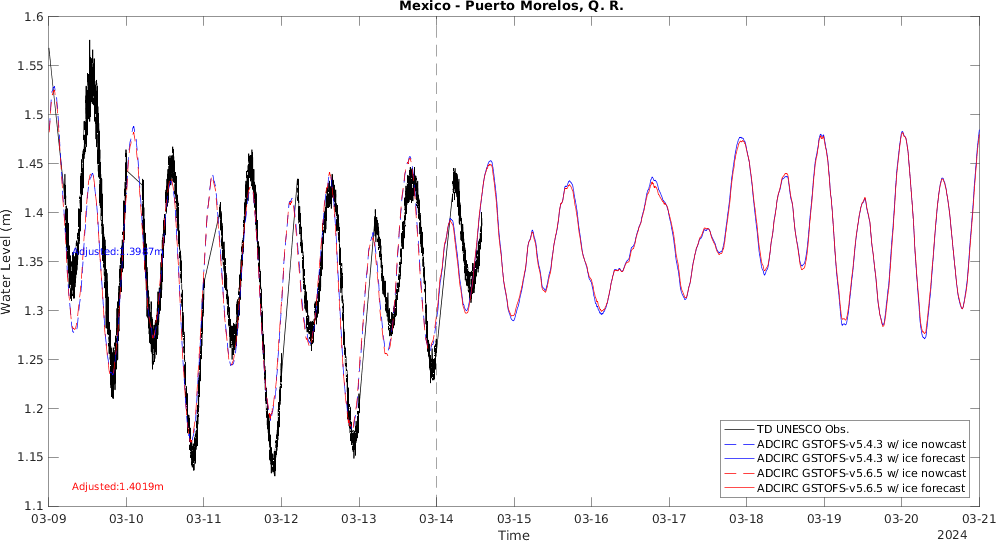 Mexico - Puerto Morelos, Q. R.
1.6
1.55
1.5
1.45
1.4
1.35
1.3
1.25
1.2
1.15
1.1
Water Level (m)
Adjusted:1.3987m
Adjusted:1.4019m
TD UNESCO Obs.
ADCIRC GSTOFS-v5.4.3 w/ ice nowcast
ADCIRC GSTOFS-v5.4.3 w/ ice forecast
ADCIRC GSTOFS-v5.6.5 w/ ice nowcast
ADCIRC GSTOFS-v5.6.5 w/ ice forecast
03-09 03-10 03-11 03-12 03-13 03-14 03-15 03-16 03-17 03-18 03-19 03-20 03-21
Time
2024